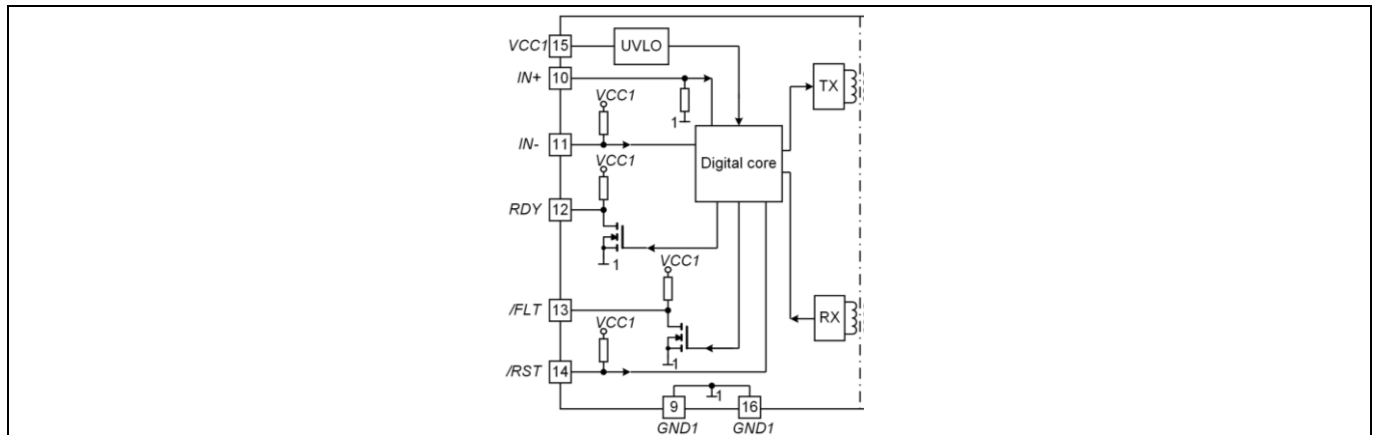 VCC1 15 UVLO
IN+ 10 TX
VCC1 1
IN- 11 Digital core
VCC1
RDY 12
1
VCC1
/FLT 13 RX
VCC1
1
/RST 14
1
9 16
GND1 GND1